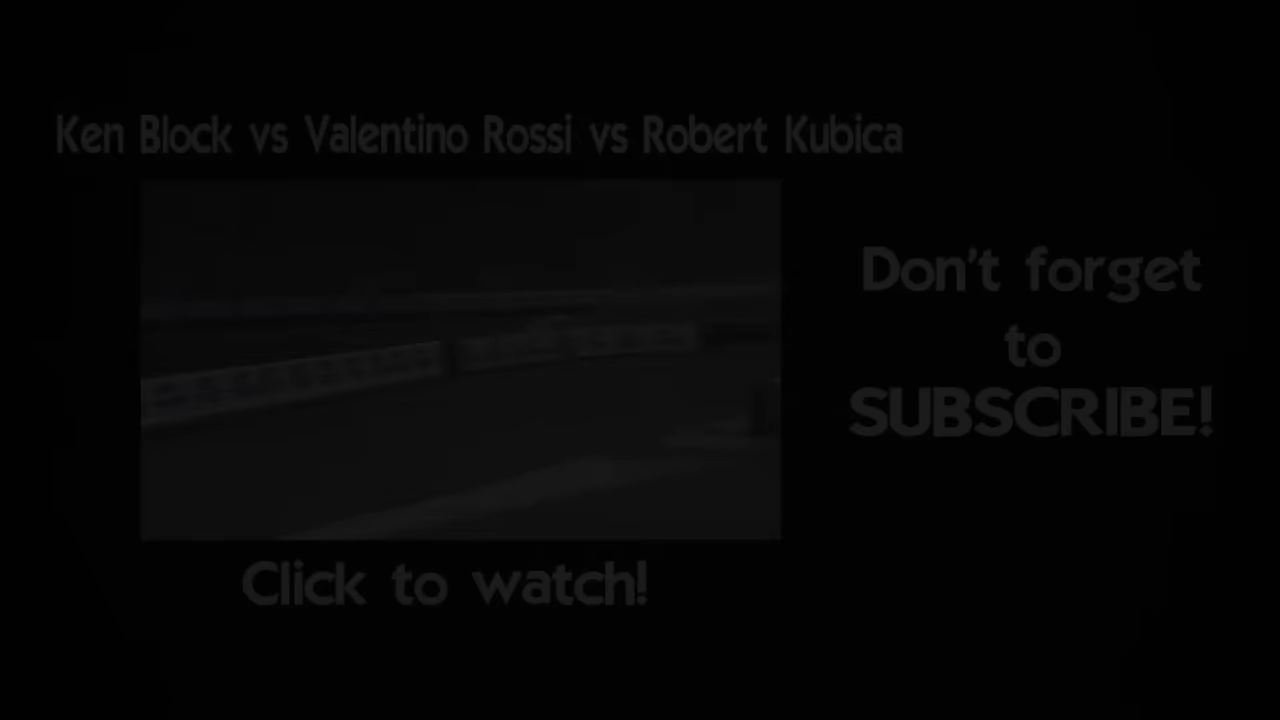 Ken Block vs Valentino Rossi vs Robert Kubica
Don't forget
to
SUBSCRIBE!
Click to watch!